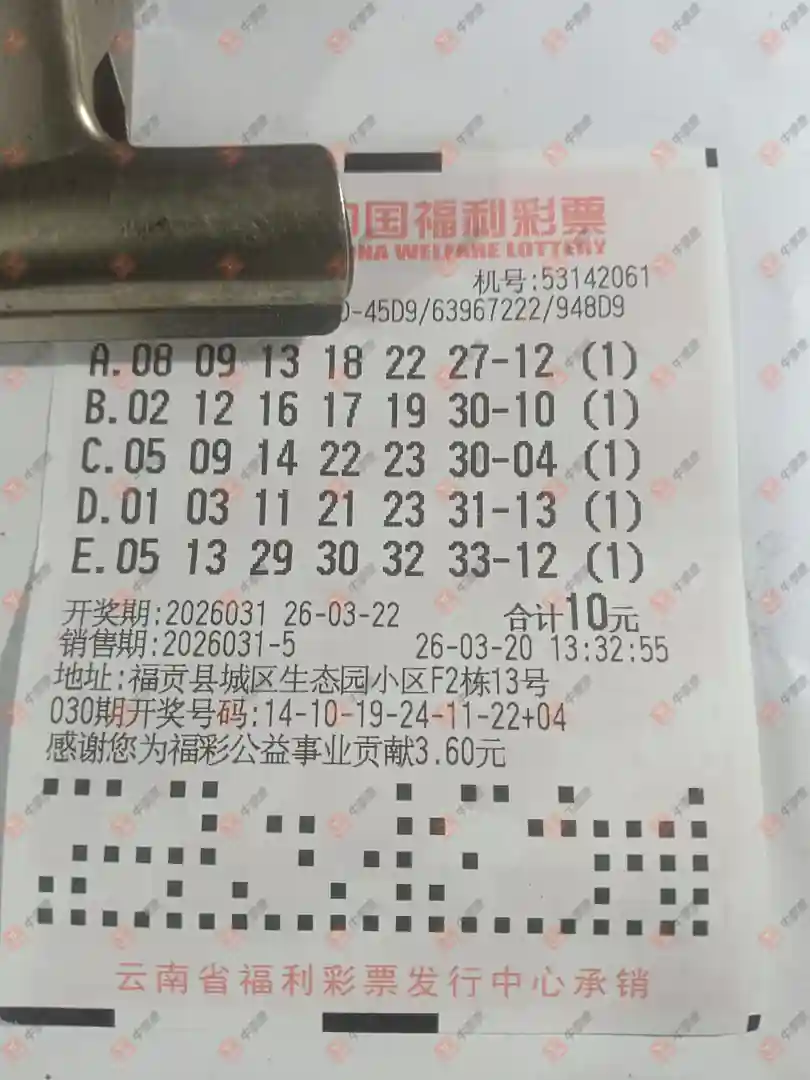 中国福利彩票
NA WELFARE LOTTERY
机号:53142061
D-45D9/63967222/948D9
A.08 09 13 18 22 27-12 (1)
B.02 12 16 17 19 30-10 (1)
C.05 09 14 22 23 30-04 (1)
D.01 03 11 21 23 31-13 (1)
E.05 13 29 30 32 33-12 (1)
开奖期:2026031 26-03-22 合计10元
销售期:2026031-5 26-03-20 13:32:55
地址:福贡县城区生态园小区F2栋13号
030期开奖号码:14-10-19-24-11-22+04
感谢您为福彩公益事业贡献3.60元
云南省福利彩票发行中心承销